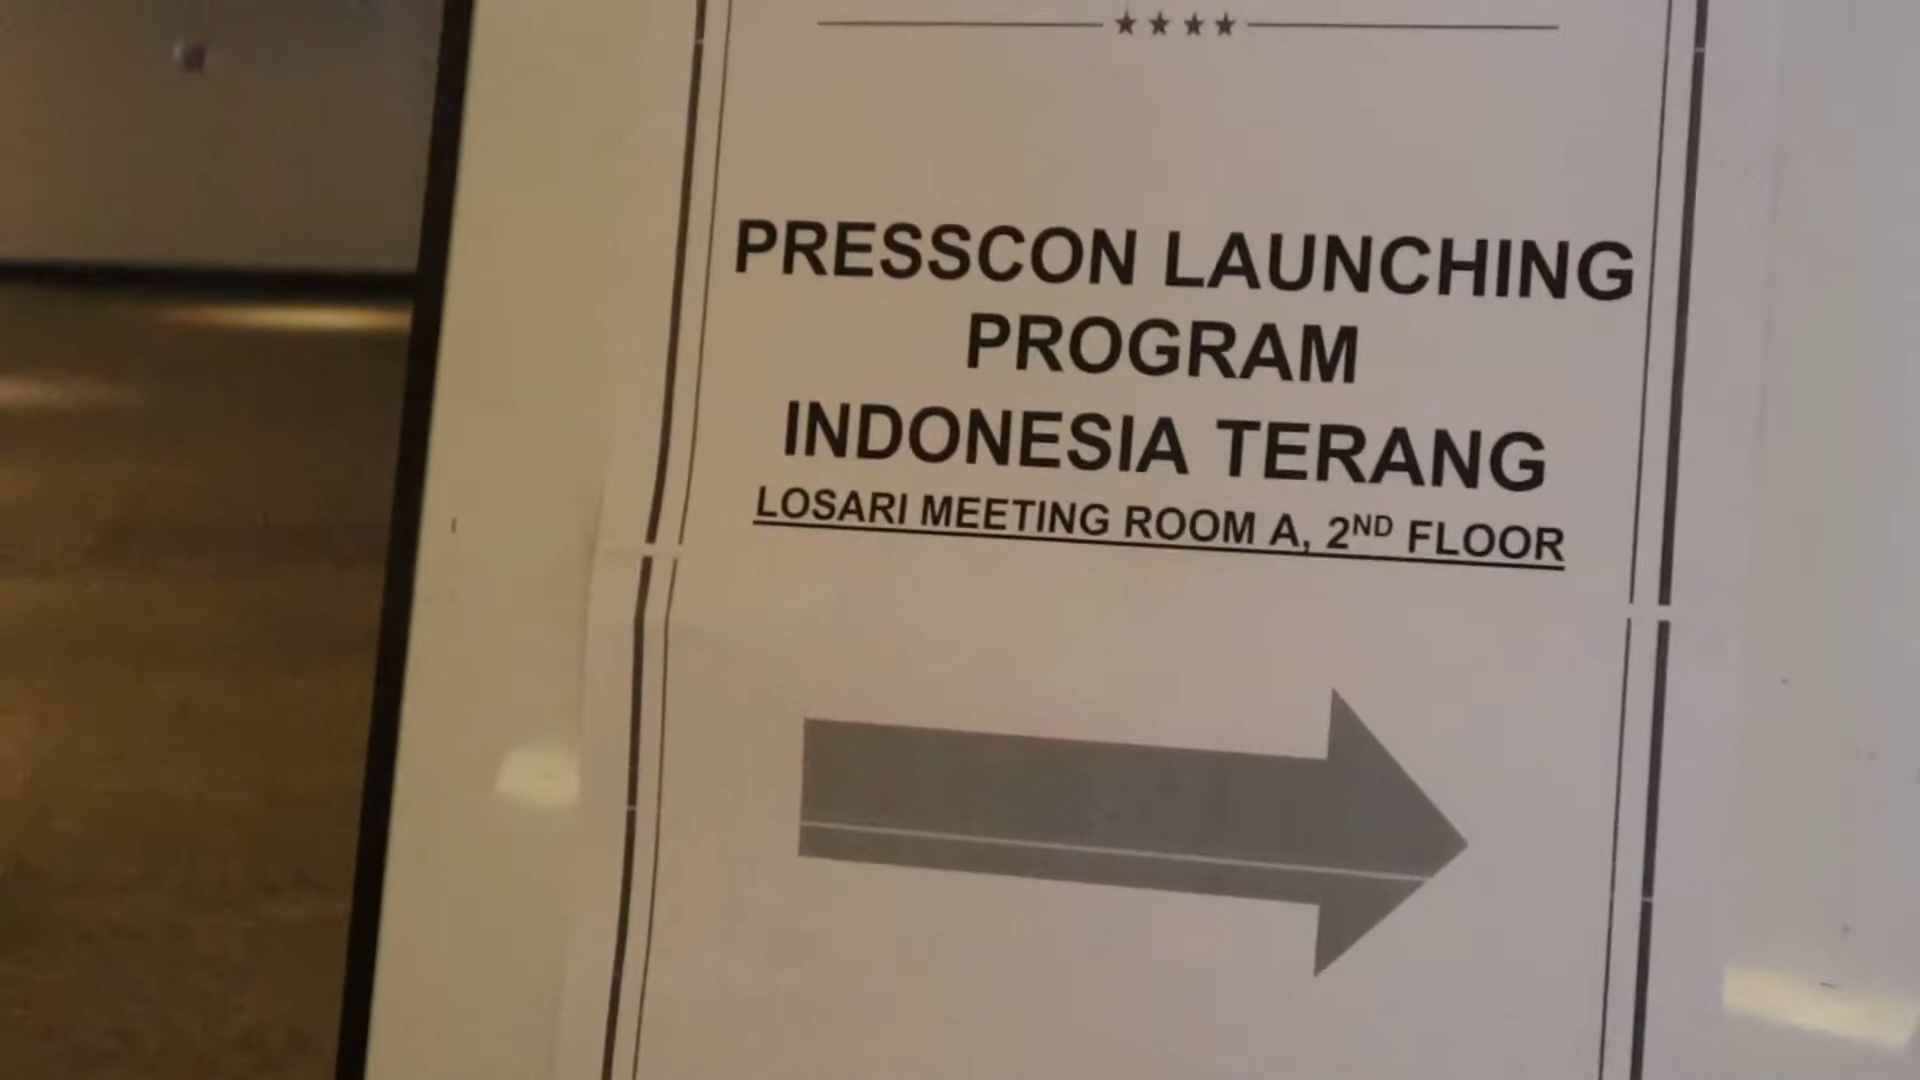 PRESSCON LAUNCHING
PROGRAM
INDONESIA TERANG
LOSARI MEETING ROOM A, 2ND FLOOR